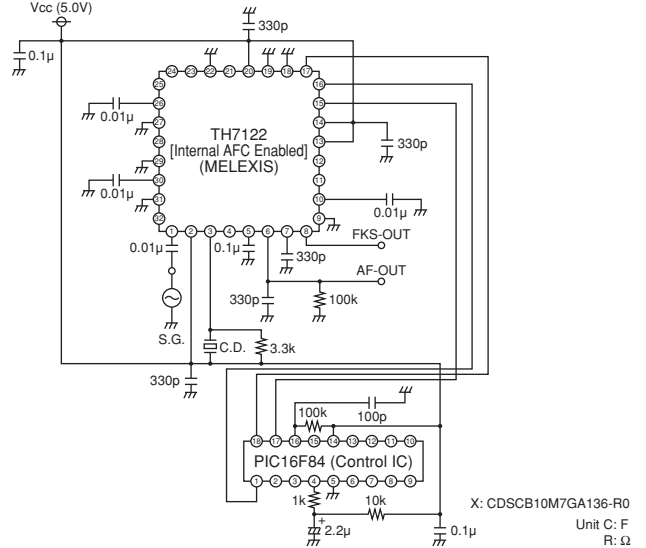 Vcc (5.0V)
330p
0.1μ
24 23 22 21 20 19 18 17
25 16
26 15
0.01μ
27 14
TH7122
28 13
[Internal AFC Enabled]
330p
29 12
(MELEXIS)
30 11
0.01μ
31 10
0.01μ
32 9
1 2 3 4 5 6 7 8
FKS-OUT
0.01μ
0.1μ
330p
AF-OUT
330p
100k
S.G.
C.D.
3.3k
330p
100k
100p
18 17 16 15 14 13 12 11 10
PIC16F84 (Control IC)
1 2 3 4 5 6 7 8 9
1k
10k
+
2.2μ
0.1μ
X: CDSCB10M7GA136-R0
Unit C: F
R: Ω